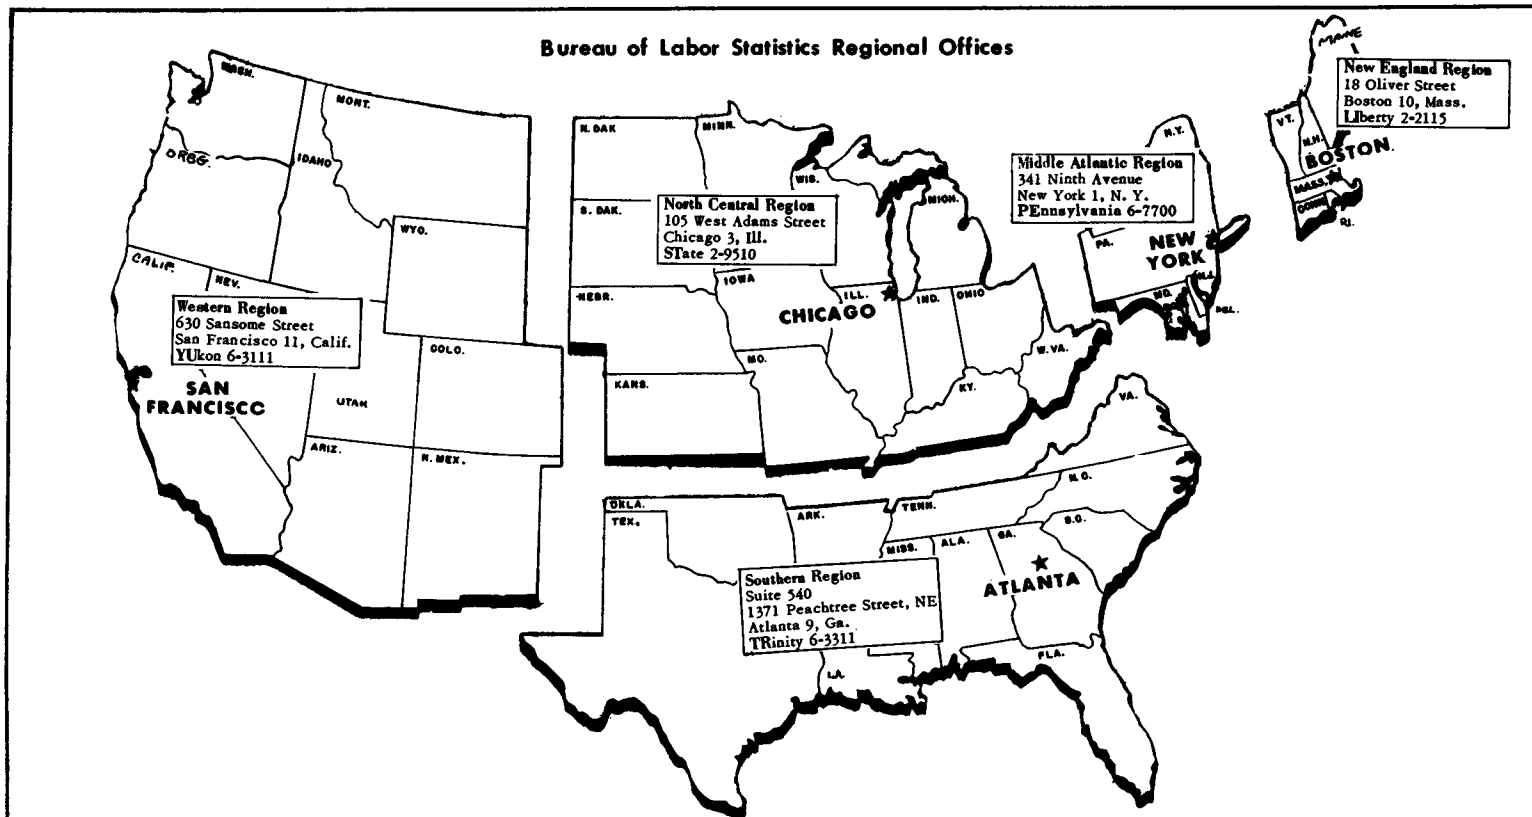 Bureau of Labor Statistics Regional Offices
WASH.
OREG.
IDAHO
MONT.
WYO.
CALIF.
NEV.
Western Region
630 Sansome Street
San Francisco 11, Calif.
YUkon 6-3111
SAN
FRANCISCO
UTAH
COLO.
ARIZ.
N. MEX.
N. DAK
MINN.
S. DAK.
WIS.
MICH.
North Central Region
105 West Adams Street
Chicago 3, Ill.
STate 2-9510
NEBR.
IOWA
ILL.
IND.
OHIO
CHICAGO
KANS.
MO.
KY.
W. VA.
MAINE
New England Region
18 Oliver Street
Boston 10, Mass.
LIberty 2-2115
VT.
N.H.
BOSTON
MASS.
CONN.
R.I.
N.Y.
Middle Atlantic Region
341 Ninth Avenue
New York 1, N. Y.
PEnnsylvania 6-7700
PA.
NEW
YORK
N.J.
MD.
DEL.
VA.
OKLA.
TEX.
ARK.
TENN.
N.C.
S.C.
MISS.
ALA.
GA.
ATLANTA
Southern Region
Suite 540
1371 Peachtree Street, NE
Atlanta 9, Ga.
TRinity 6-3311
LA.
FLA.